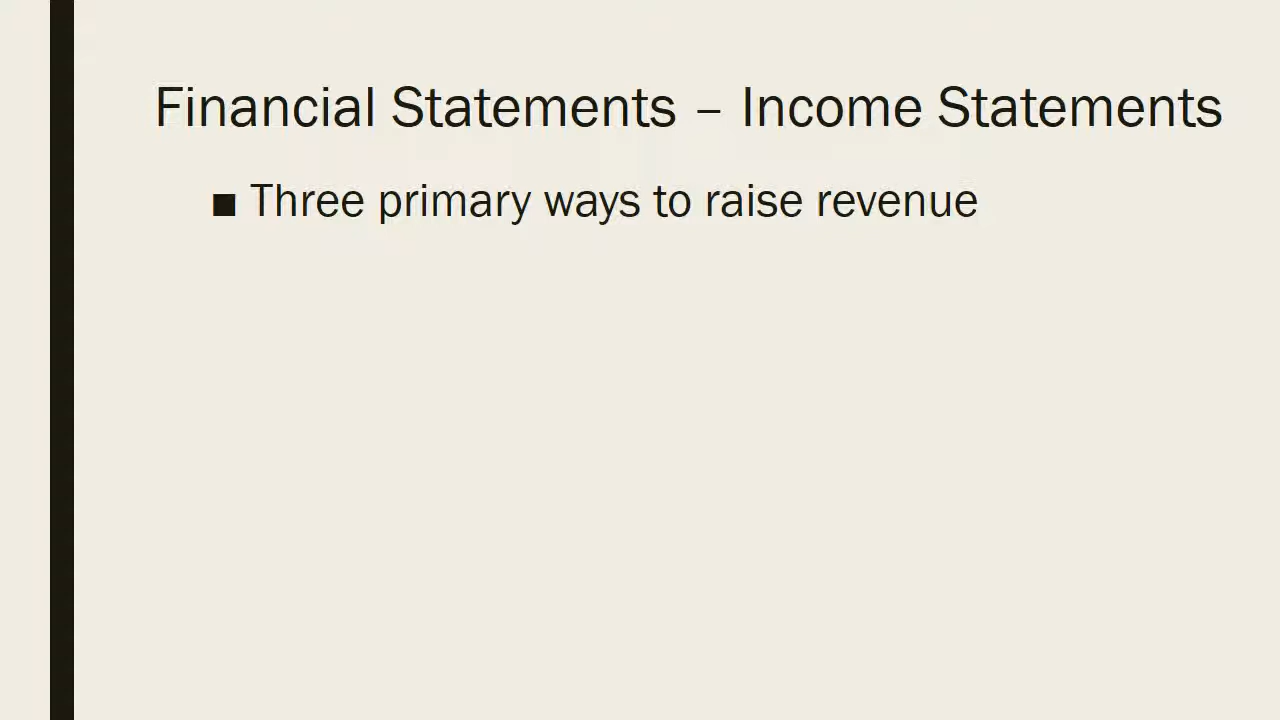 Financial Statements – Income Statements
■ Three primary ways to raise revenue